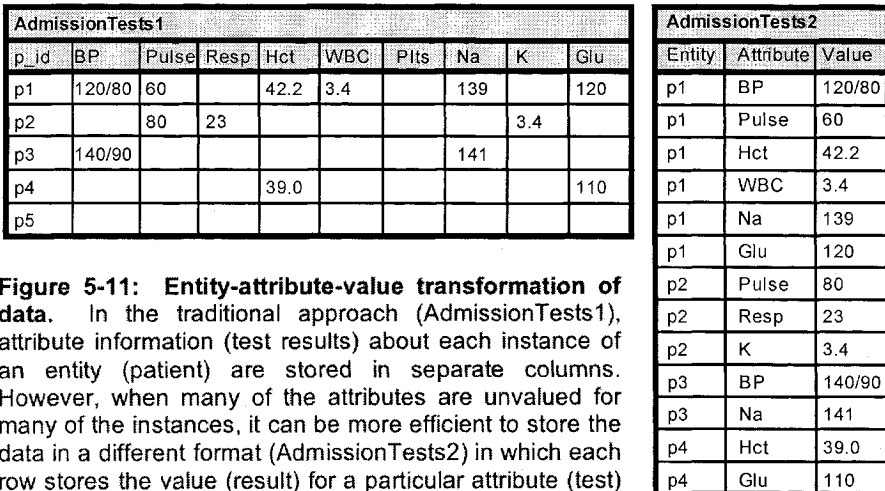 AdmissionTests1
p_id BP Pulse Resp Hct WBC Plts Na K Glu
p1 120/80 60 42.2 3.4 139 120
p2 80 23 3.4
p3 140/90 141
p4 39.0 110
p5
Figure 5-11: Entity-attribute-value transformation of
data. In the traditional approach (AdmissionTests1),
attribute information (test results) about each instance of
an entity (patient) are stored in separate columns.
However, when many of the attributes are unvalued for
many of the instances, it can be more efficient to store the
data in a different format (AdmissionTests2) in which each
row stores the value (result) for a particular attribute (test)
AdmissionTests2
Entity Attribute Value
p1 BP 120/80
p1 Pulse 60
p1 Hct 42.2
p1 WBC 3.4
p1 Na 139
p1 Glu 120
p2 Pulse 80
p2 Resp 23
p2 K 3.4
p3 BP 140/90
p3 Na 141
p4 Hct 39.0
p4 Glu 110